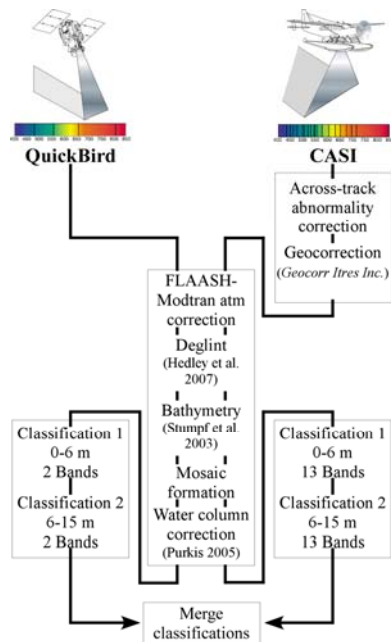 QuickBird
CASI
Across-track
abnormality
correction
Geocorrection
(Geocorr Itres Inc.)
FLAASH-
Modtran atm
correction
Deglint
(Hedley et al.
2007)
Bathymetry
(Stumpf et al.
2003)
Mosaic
formation
Water column
correction
(Purkis 2005)
Classification 1
0-6 m
2 Bands
Classification 2
6-15 m
2 Bands
Classification 1
0-6 m
13 Bands
Classification 2
6-15 m
13 Bands
Merge
classifications